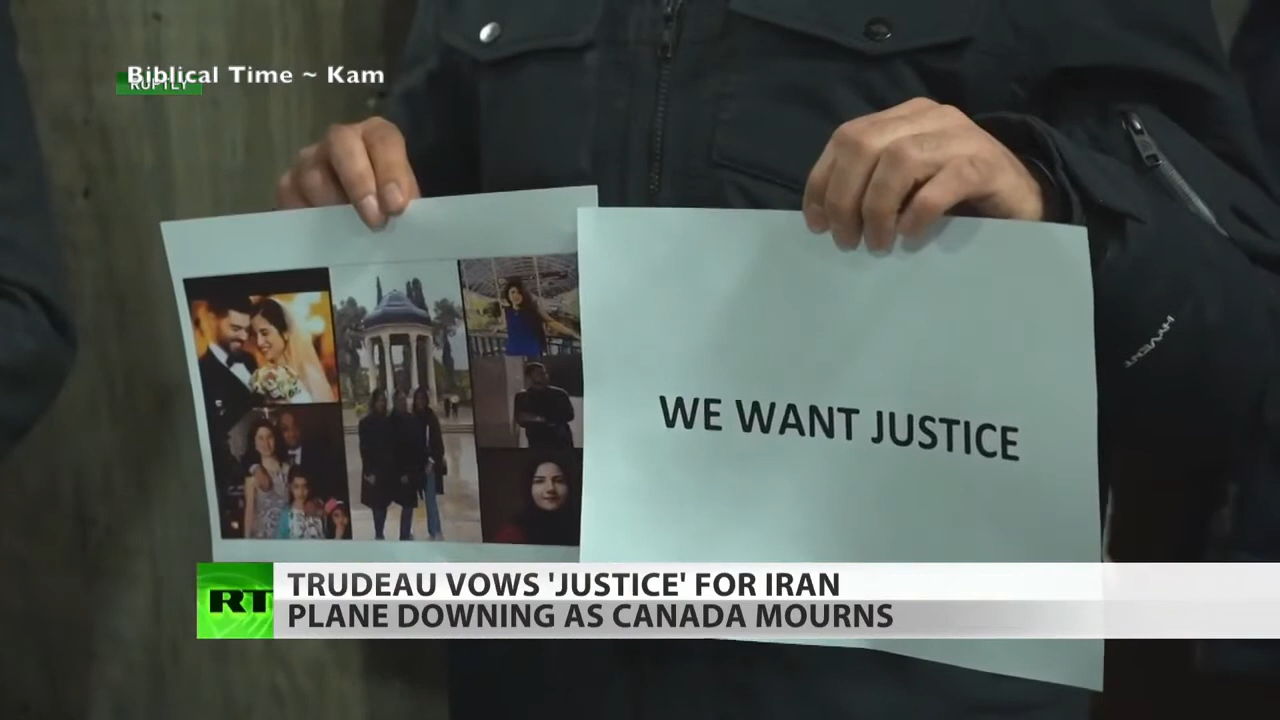 Biblical Time ~ Kam
RUPTLY
WE WANT JUSTICE
RT
TRUDEAU VOWS 'JUSTICE' FOR IRAN
PLANE DOWNING AS CANADA MOURNS